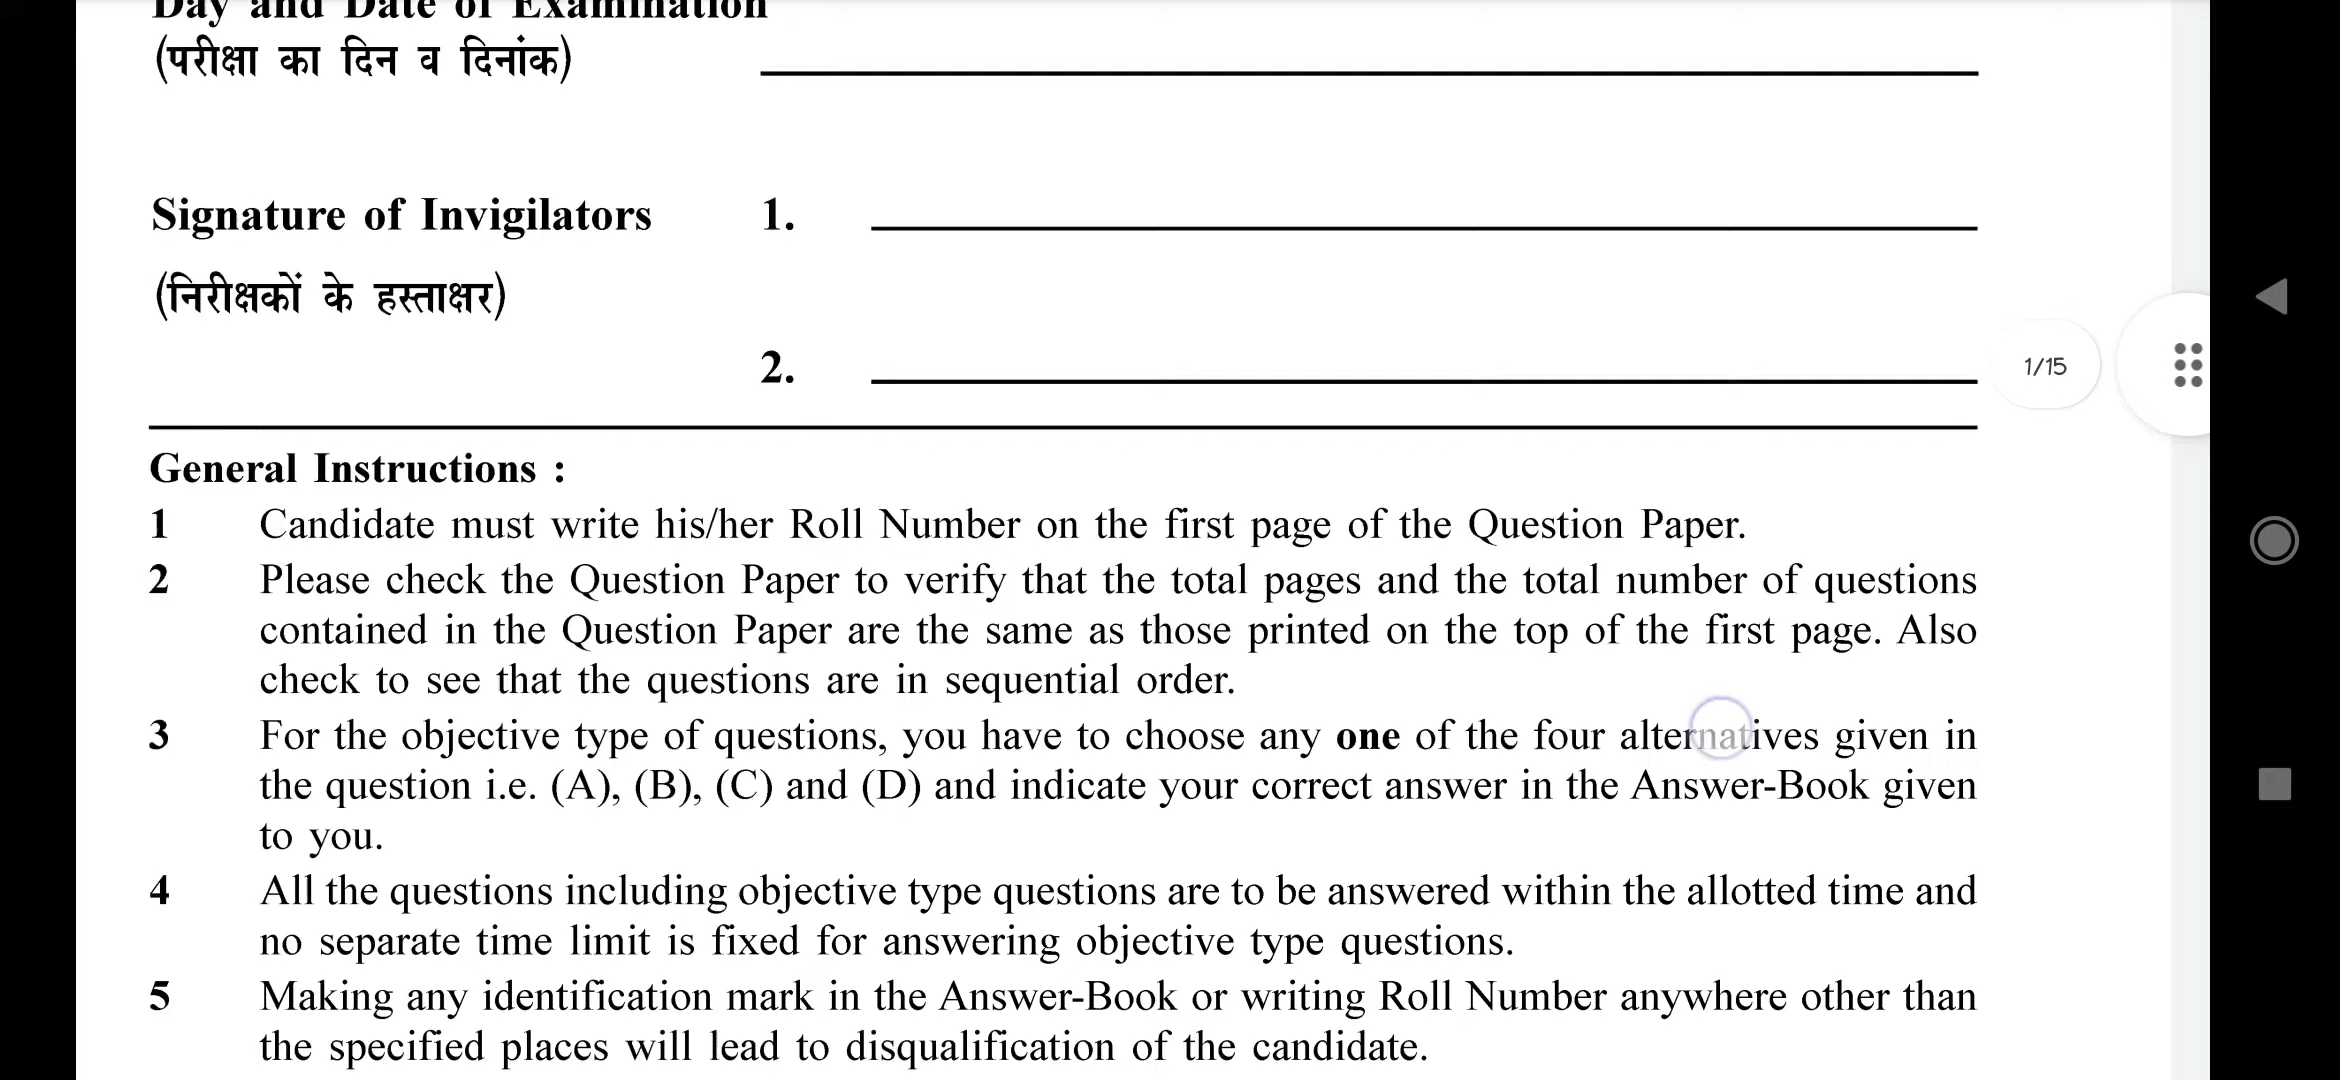 Day and Date of Examination
(परीक्षा का दिन व दिनांक)
Signature of Invigilators 1.
(निरीक्षकों के हस्ताक्षर)
2.
1/15
General Instructions :
1 Candidate must write his/her Roll Number on the first page of the Question Paper.
2 Please check the Question Paper to verify that the total pages and the total number of questions
contained in the Question Paper are the same as those printed on the top of the first page. Also
check to see that the questions are in sequential order.
3 For the objective type of questions, you have to choose any one of the four alternatives given in
the question i.e. (A), (B), (C) and (D) and indicate your correct answer in the Answer-Book given
to you.
4 All the questions including objective type questions are to be answered within the allotted time and
no separate time limit is fixed for answering objective type questions.
5 Making any identification mark in the Answer-Book or writing Roll Number anywhere other than
the specified places will lead to disqualification of the candidate.